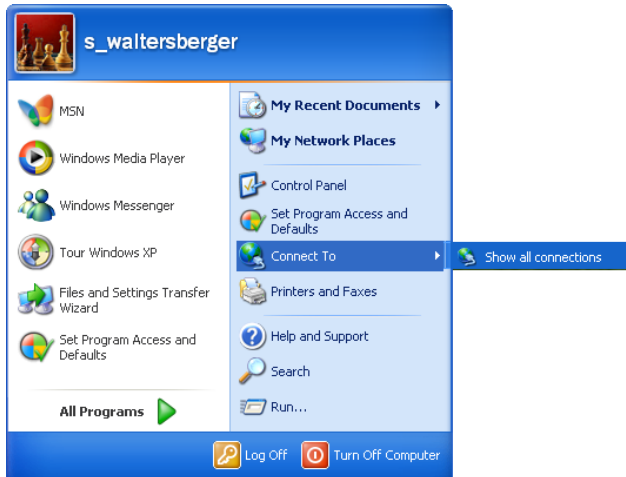 s_waltersberger
MSN
Windows Media Player
Windows Messenger
Tour Windows XP
Files and Settings Transfer
Wizard
Set Program Access and
Defaults
All Programs
My Recent Documents
My Network Places
Control Panel
Set Program Access and
Defaults
Connect To
Show all connections
Printers and Faxes
Help and Support
Search
Run...
Log Off
Turn Off Computer